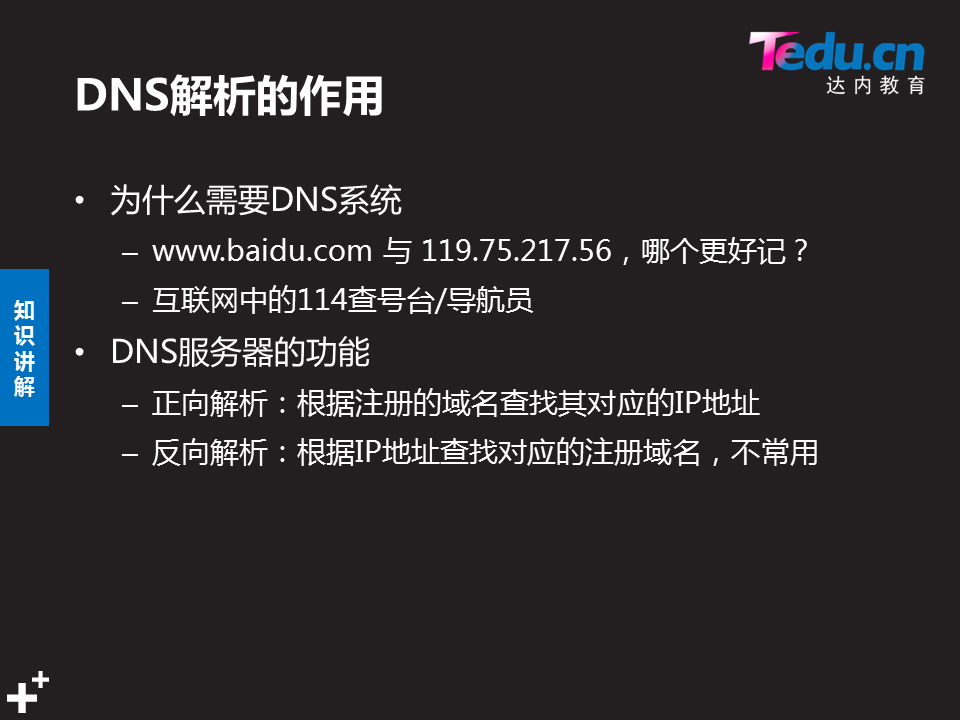 Tedu.cn
达内教育
DNS解析的作用
• 为什么需要DNS系统
– www.baidu.com 与 119.75.217.56，哪个更好记？
– 互联网中的114查号台/导航员
• DNS服务器的功能
– 正向解析：根据注册的域名查找其对应的IP地址
– 反向解析：根据IP地址查找对应的注册域名，不常用
知识讲解